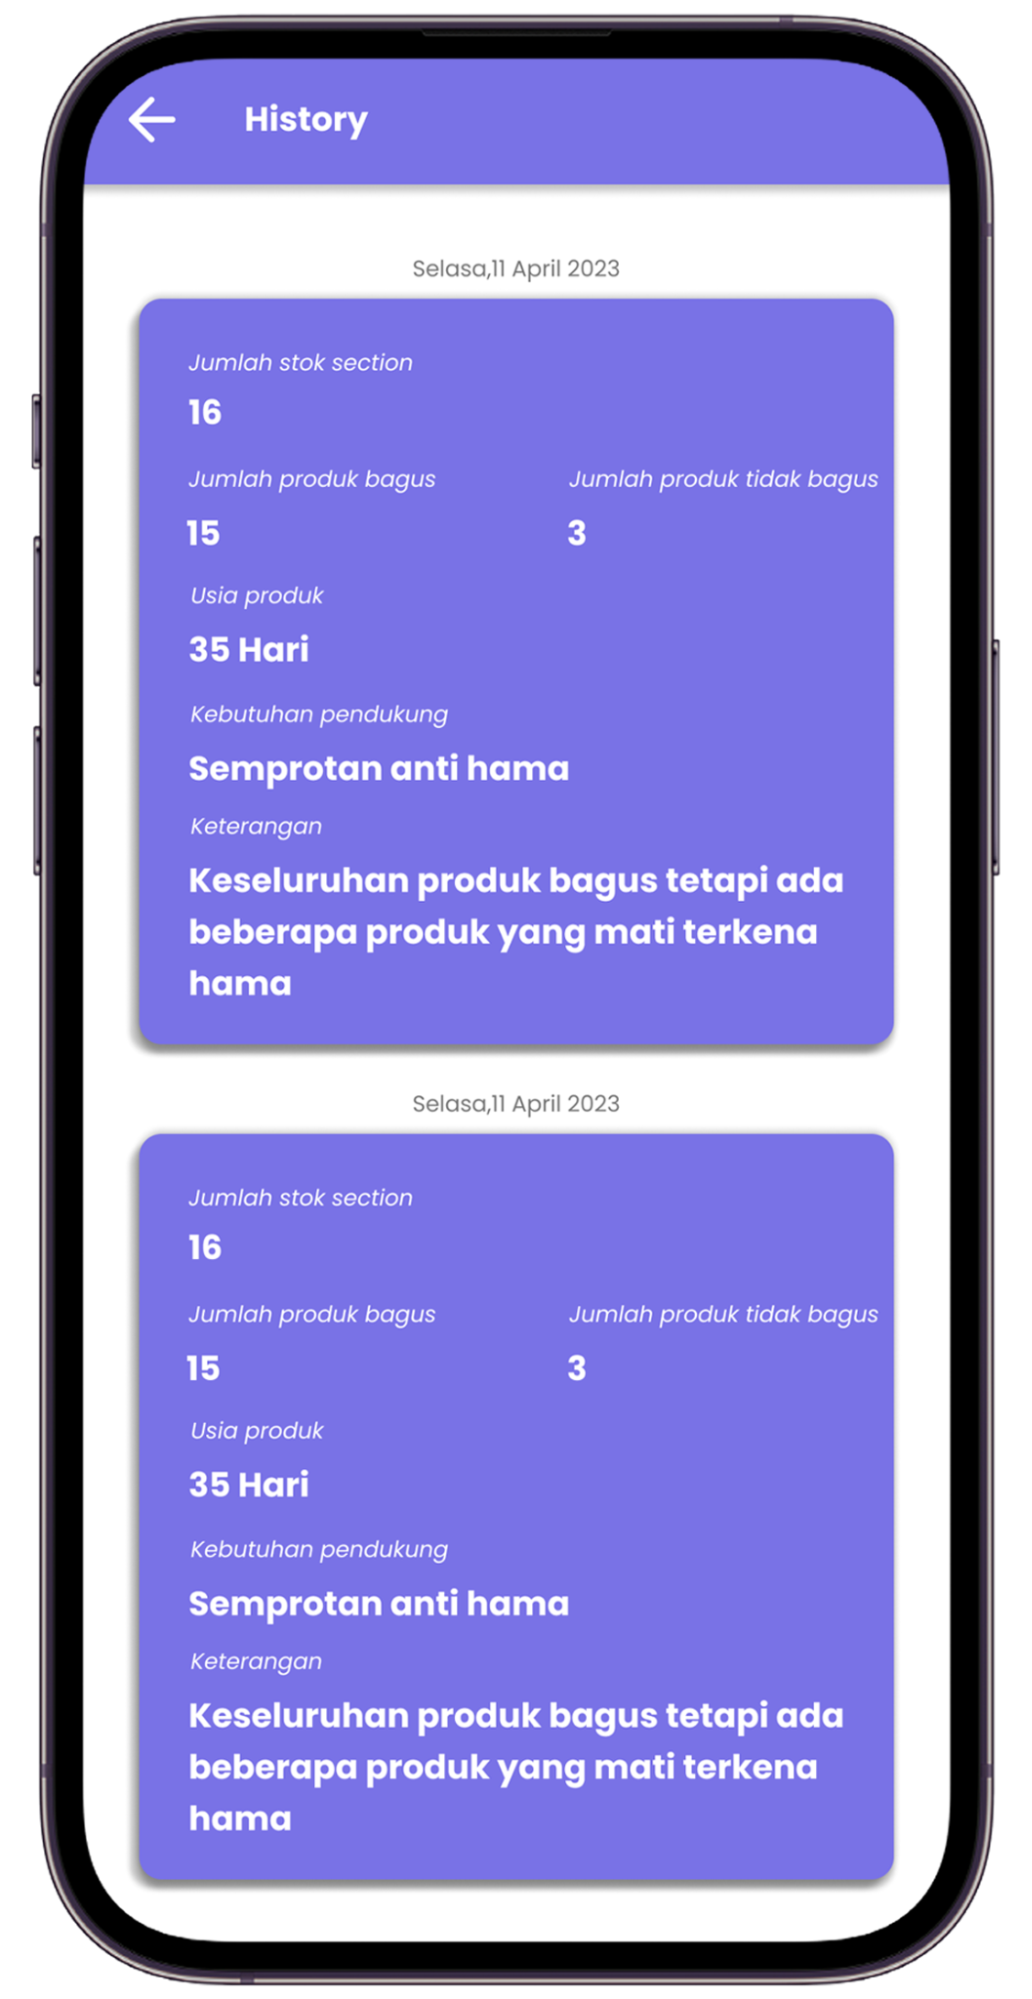 History
Selasa,11 April 2023
Jumlah stok section
16
Jumlah produk bagus
Jumlah produk tidak bagus
15
3
Usia produk
35 Hari
Kebutuhan pendukung
Semprotan anti hama
Keterangan
Keseluruhan produk bagus tetapi ada
beberapa produk yang mati terkena
hama
Selasa,11 April 2023
Jumlah stok section
16
Jumlah produk bagus
Jumlah produk tidak bagus
15
3
Usia produk
35 Hari
Kebutuhan pendukung
Semprotan anti hama
Keterangan
Keseluruhan produk bagus tetapi ada
beberapa produk yang mati terkena
hama